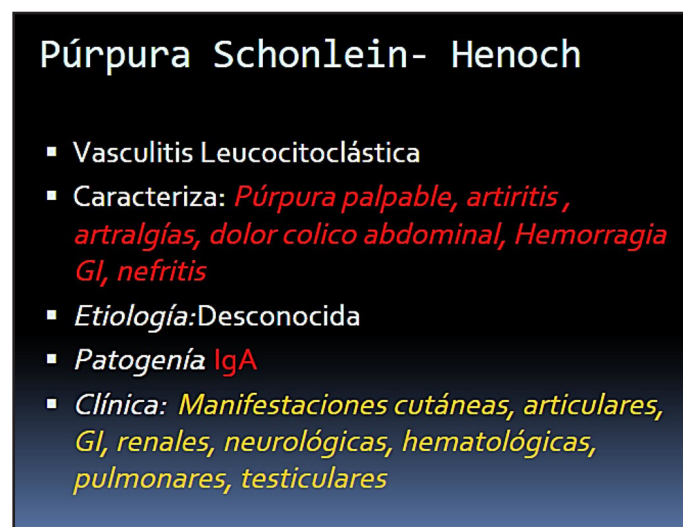 Púrpura Schonlein- Henoch
▪ Vasculitis Leucocitoclástica
▪ Caracteriza: Púrpura palpable, artiritis ,
artralgías, dolor colico abdominal, Hemorragia
GI, nefritis
▪ Etiología:Desconocida
▪ Patogenía: IgA
▪ Clínica: Manifestaciones cutáneas, articulares,
GI, renales, neurológicas, hematológicas,
pulmonares, testiculares